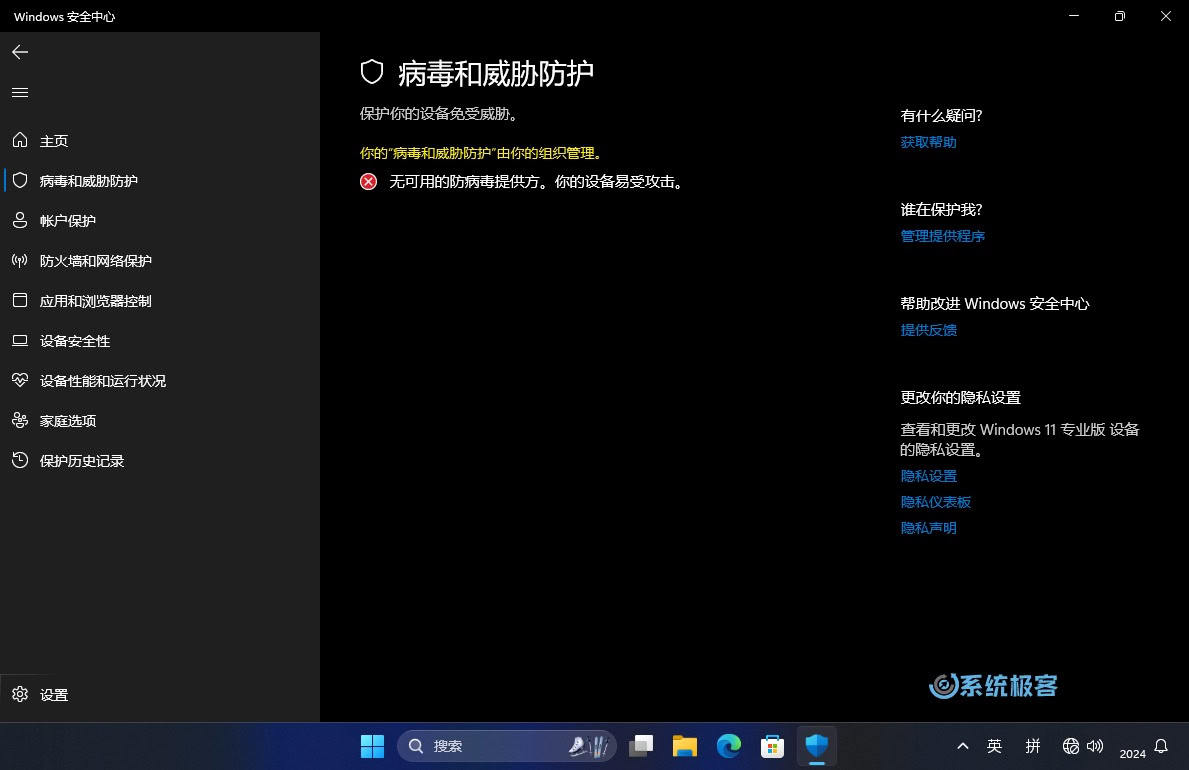 Windows 安全中心
主页
病毒和威胁防护
帐户保护
防火墙和网络保护
应用和浏览器控制
设备安全性
设备性能和运行状况
家庭选项
保护历史记录
设置
病毒和威胁防护
保护你的设备免受威胁。
你的"病毒和威胁防护"由你的组织管理。
无可用的防病毒提供方。你的设备易受攻击。
有什么疑问?
获取帮助
谁在保护我?
管理提供程序
帮助改进 Windows 安全中心
提供反馈
更改你的隐私设置
查看和更改 Windows 11 专业版 设备
的隐私设置。
隐私设置
隐私仪表板
隐私声明
系统极客
搜索
英
拼
2024